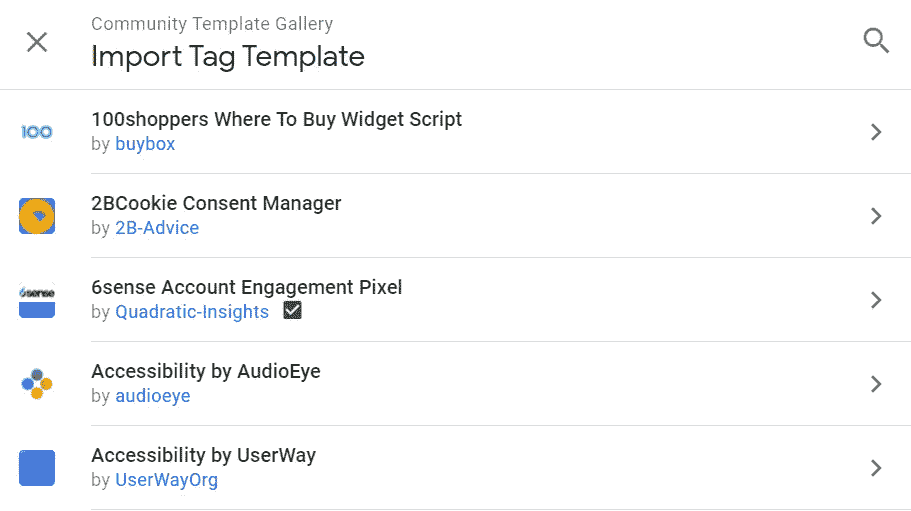 Community Template Gallery
Import Tag Template
100
100shoppers Where To Buy Widget Script
by buybox
2BCookie Consent Manager
by 2B-Advice
6sense
6sense Account Engagement Pixel
by Quadratic-Insights
Accessibility by AudioEye
by audioeye
Accessibility by UserWay
by UserWayOrg